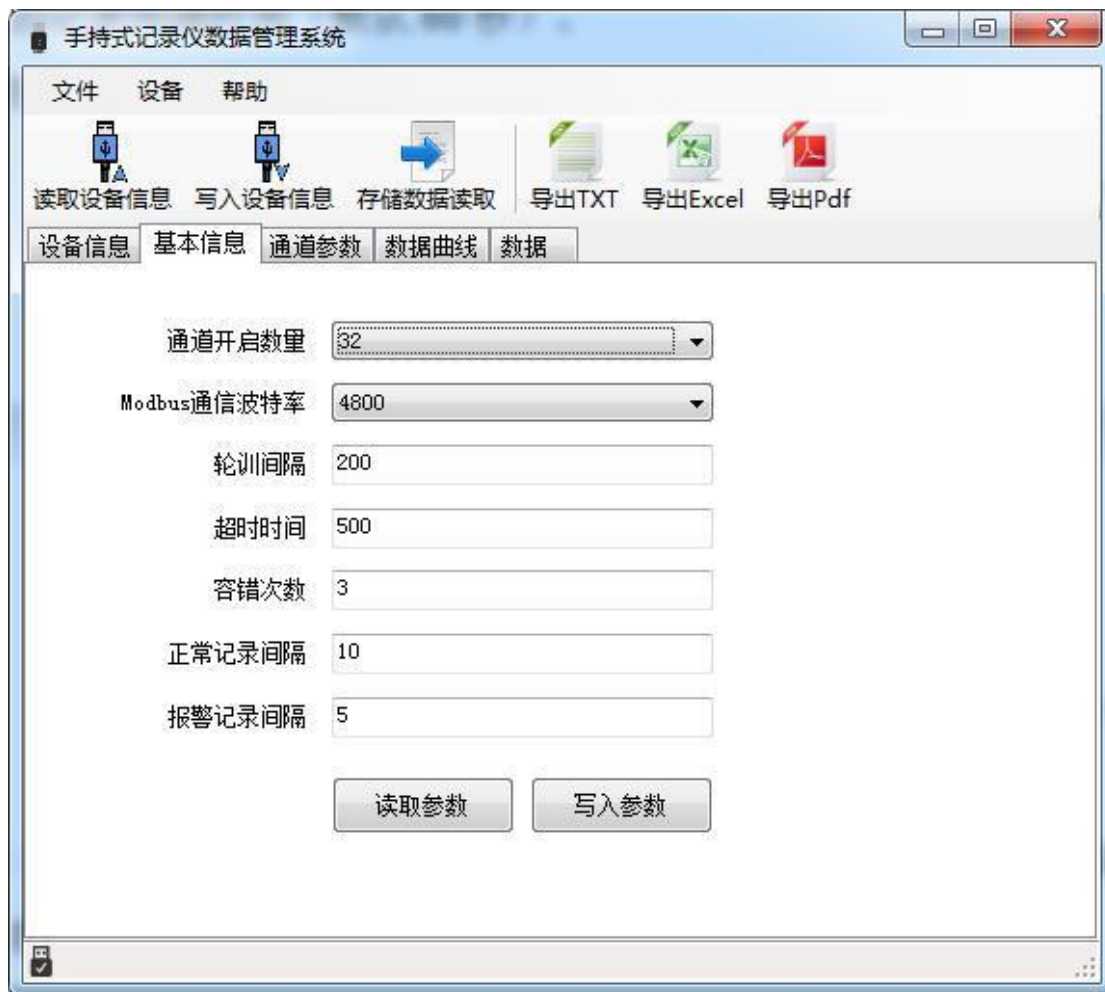 手持式记录仪数据管理系统
文件 设备 帮助
读取设备信息 写入设备信息 存储数据读取 导出TXT 导出Excel 导出Pdf
设备信息 基本信息 通道参数 数据曲线 数据
通道开启数量 32
Modbus通信波特率 4800
轮训间隔 200
超时时间 500
容错次数 3
正常记录间隔 10
报警记录间隔 5
读取参数 写入参数